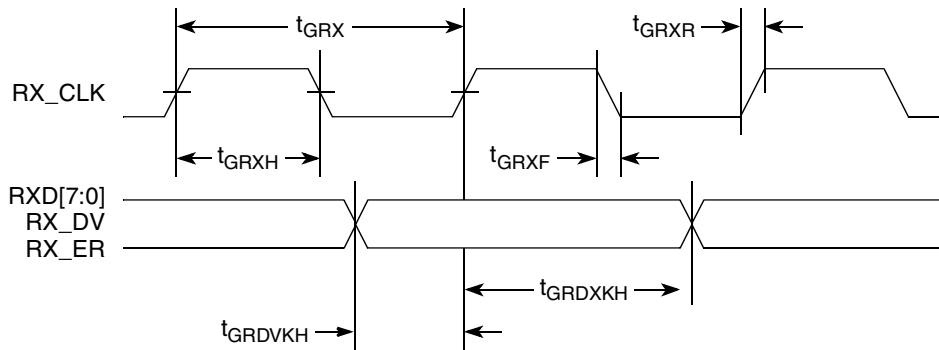 tGRX
tGRXR
RX_CLK
tGRXH
tGRXF
RXD[7:0]
RX_DV
RX_ER
tGRDXKH
tGRDVKH